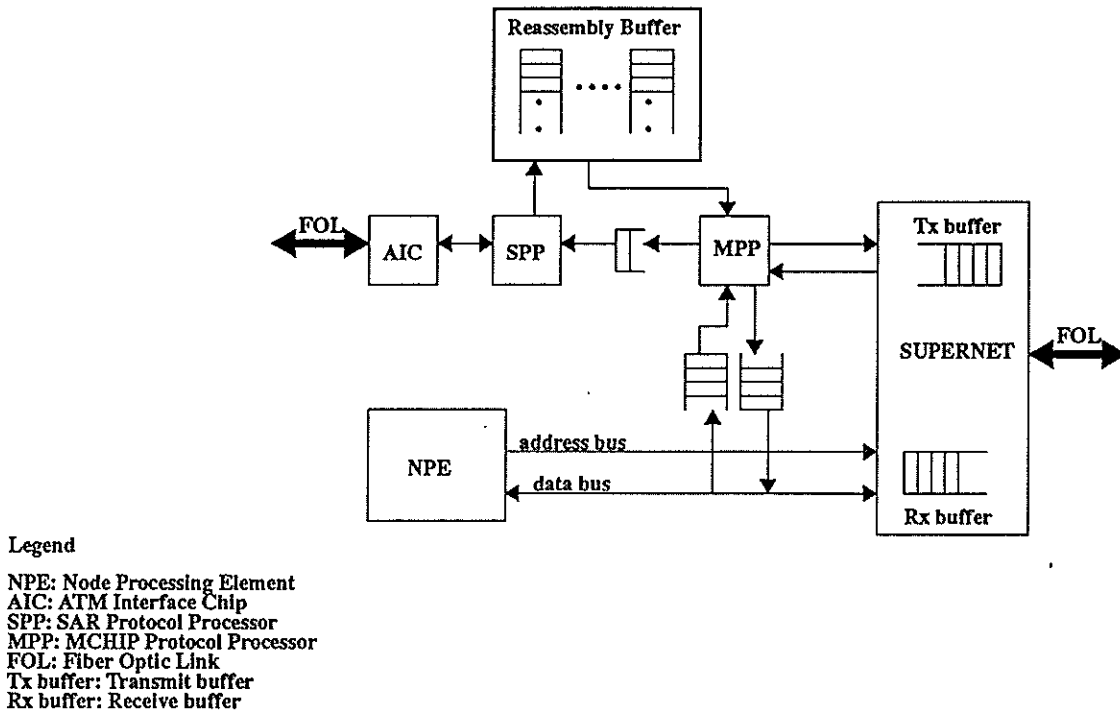 Reassembly Buffer
FOL
AIC
SPP
MPP
Tx buffer
SUPERNET
FOL
NPE
address bus
data bus
Rx buffer
Legend
NPE: Node Processing Element
AIC: ATM Interface Chip
SPP: SAR Protocol Processor
MPP: MCHIP Protocol Processor
FOL: Fiber Optic Link
Tx buffer: Transmit buffer
Rx buffer: Receive buffer